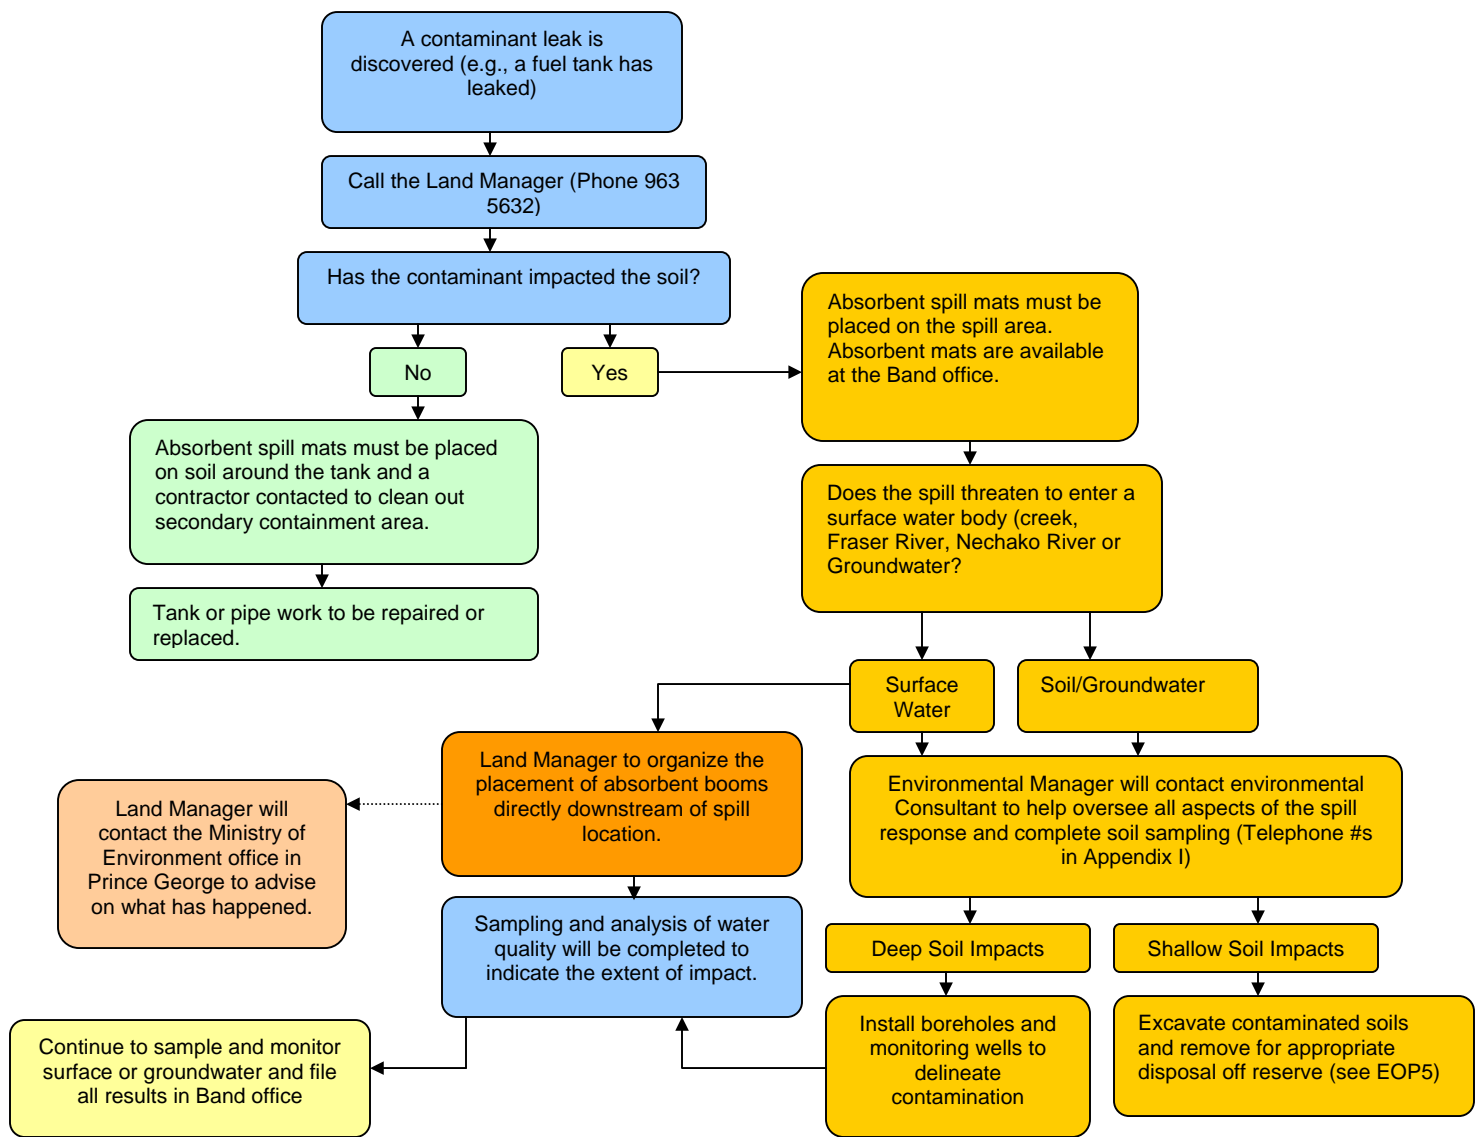 A contaminant leak is
discovered (e.g., a fuel tank has
leaked)
Call the Land Manager (Phone 963
5632)
Has the contaminant impacted the soil?
No
Yes
Absorbent spill mats must be
placed on the spill area.
Absorbent mats are available
at the Band office.
Absorbent spill mats must be placed
on soil around the tank and a
contractor contacted to clean out
secondary containment area.
Tank or pipe work to be repaired or
replaced.
Does the spill threaten to enter a
surface water body (creek,
Fraser River, Nechako River or
Groundwater?
Surface
Water
Soil/Groundwater
Land Manager to organize the
placement of absorbent booms
directly downstream of spill
location.
Land Manager will
contact the Ministry of
Environment office in
Prince George to advise
on what has happened.
Environmental Manager will contact environmental
Consultant to help oversee all aspects of the spill
response and complete soil sampling (Telephone #s
in Appendix I)
Sampling and analysis of water
quality will be completed to
indicate the extent of impact.
Deep Soil Impacts
Shallow Soil Impacts
Install boreholes and
monitoring wells to
delineate
contamination
Excavate contaminated soils
and remove for appropriate
disposal off reserve (see EOP5)
Continue to sample and monitor
surface or groundwater and file
all results in Band office